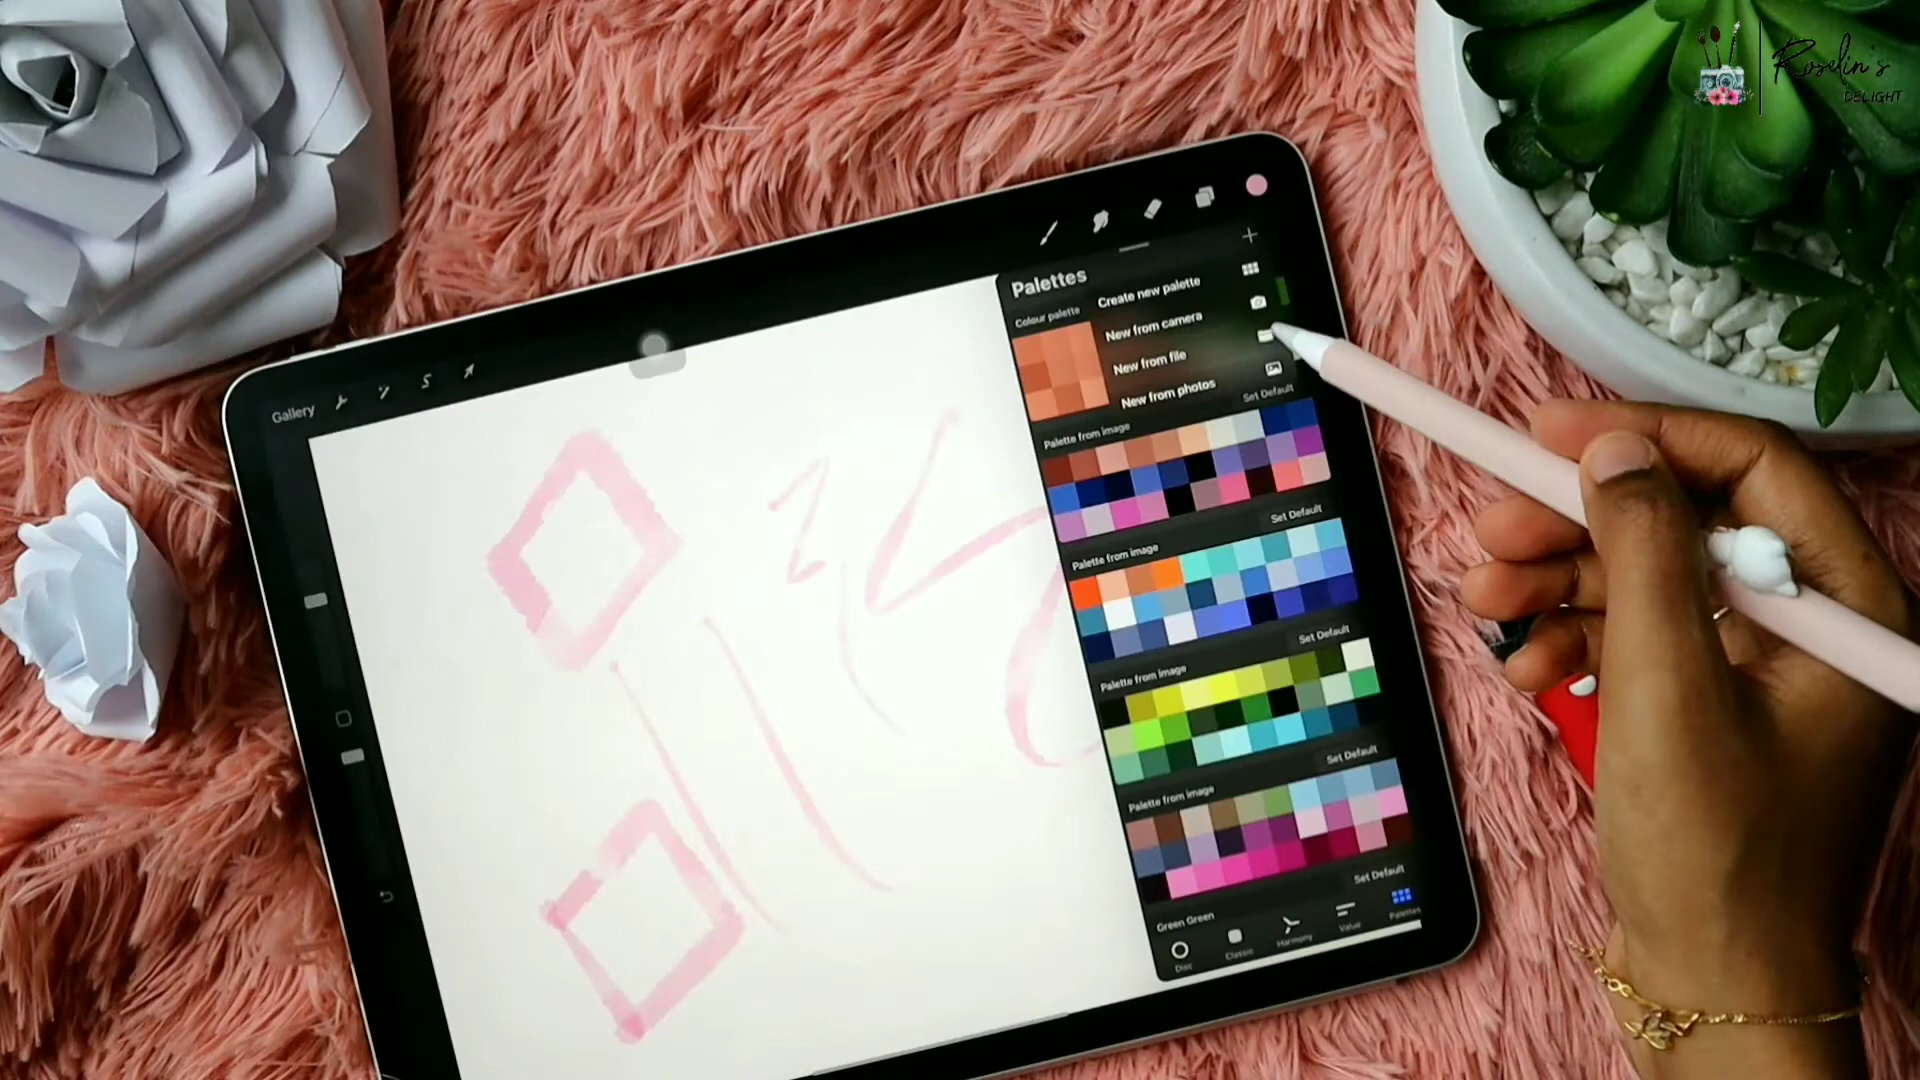 Roselin's
DELIGHT
Gallery
Palettes
Create new palette
Colour palette
New from camera
New from file
New from photos
Set Default
Palette from image
Set Default
Palette from image
Set Default
Palette from image
Set Default
Palette from image
Set Default
Green Green
Disc
Classic
Harmony
Value
Palettes